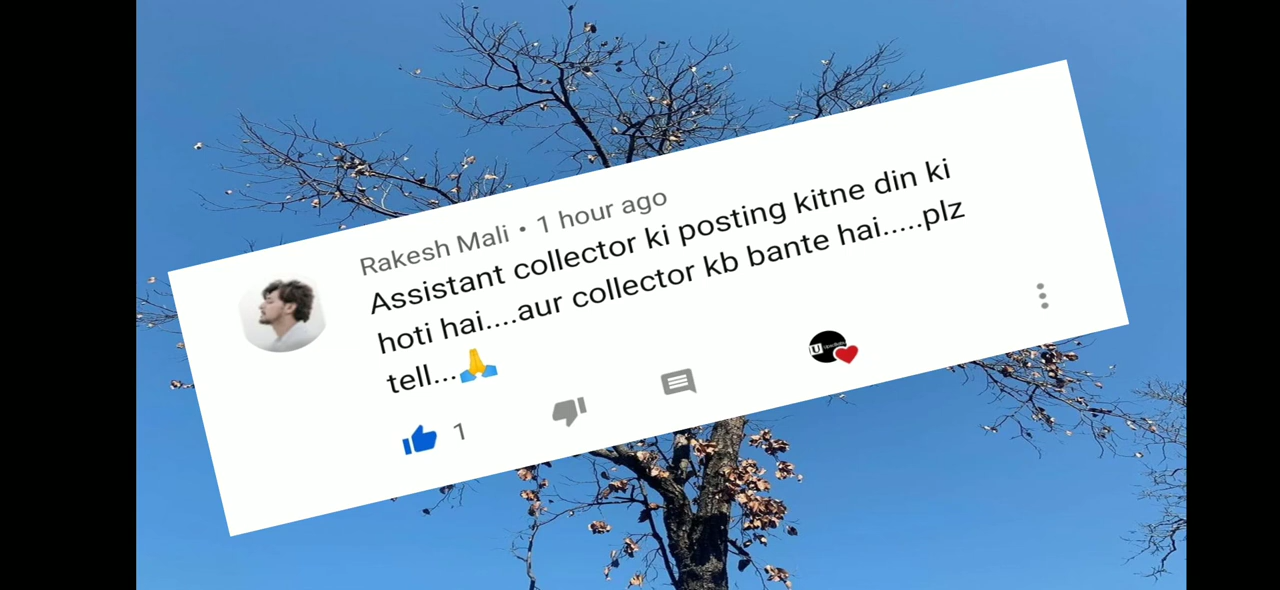 Rakesh Mali • 1 hour ago
Assistant collector ki posting kitne din ki
hoti hai....aur collector kb bante hai.....plz
tell...🙏
1
U